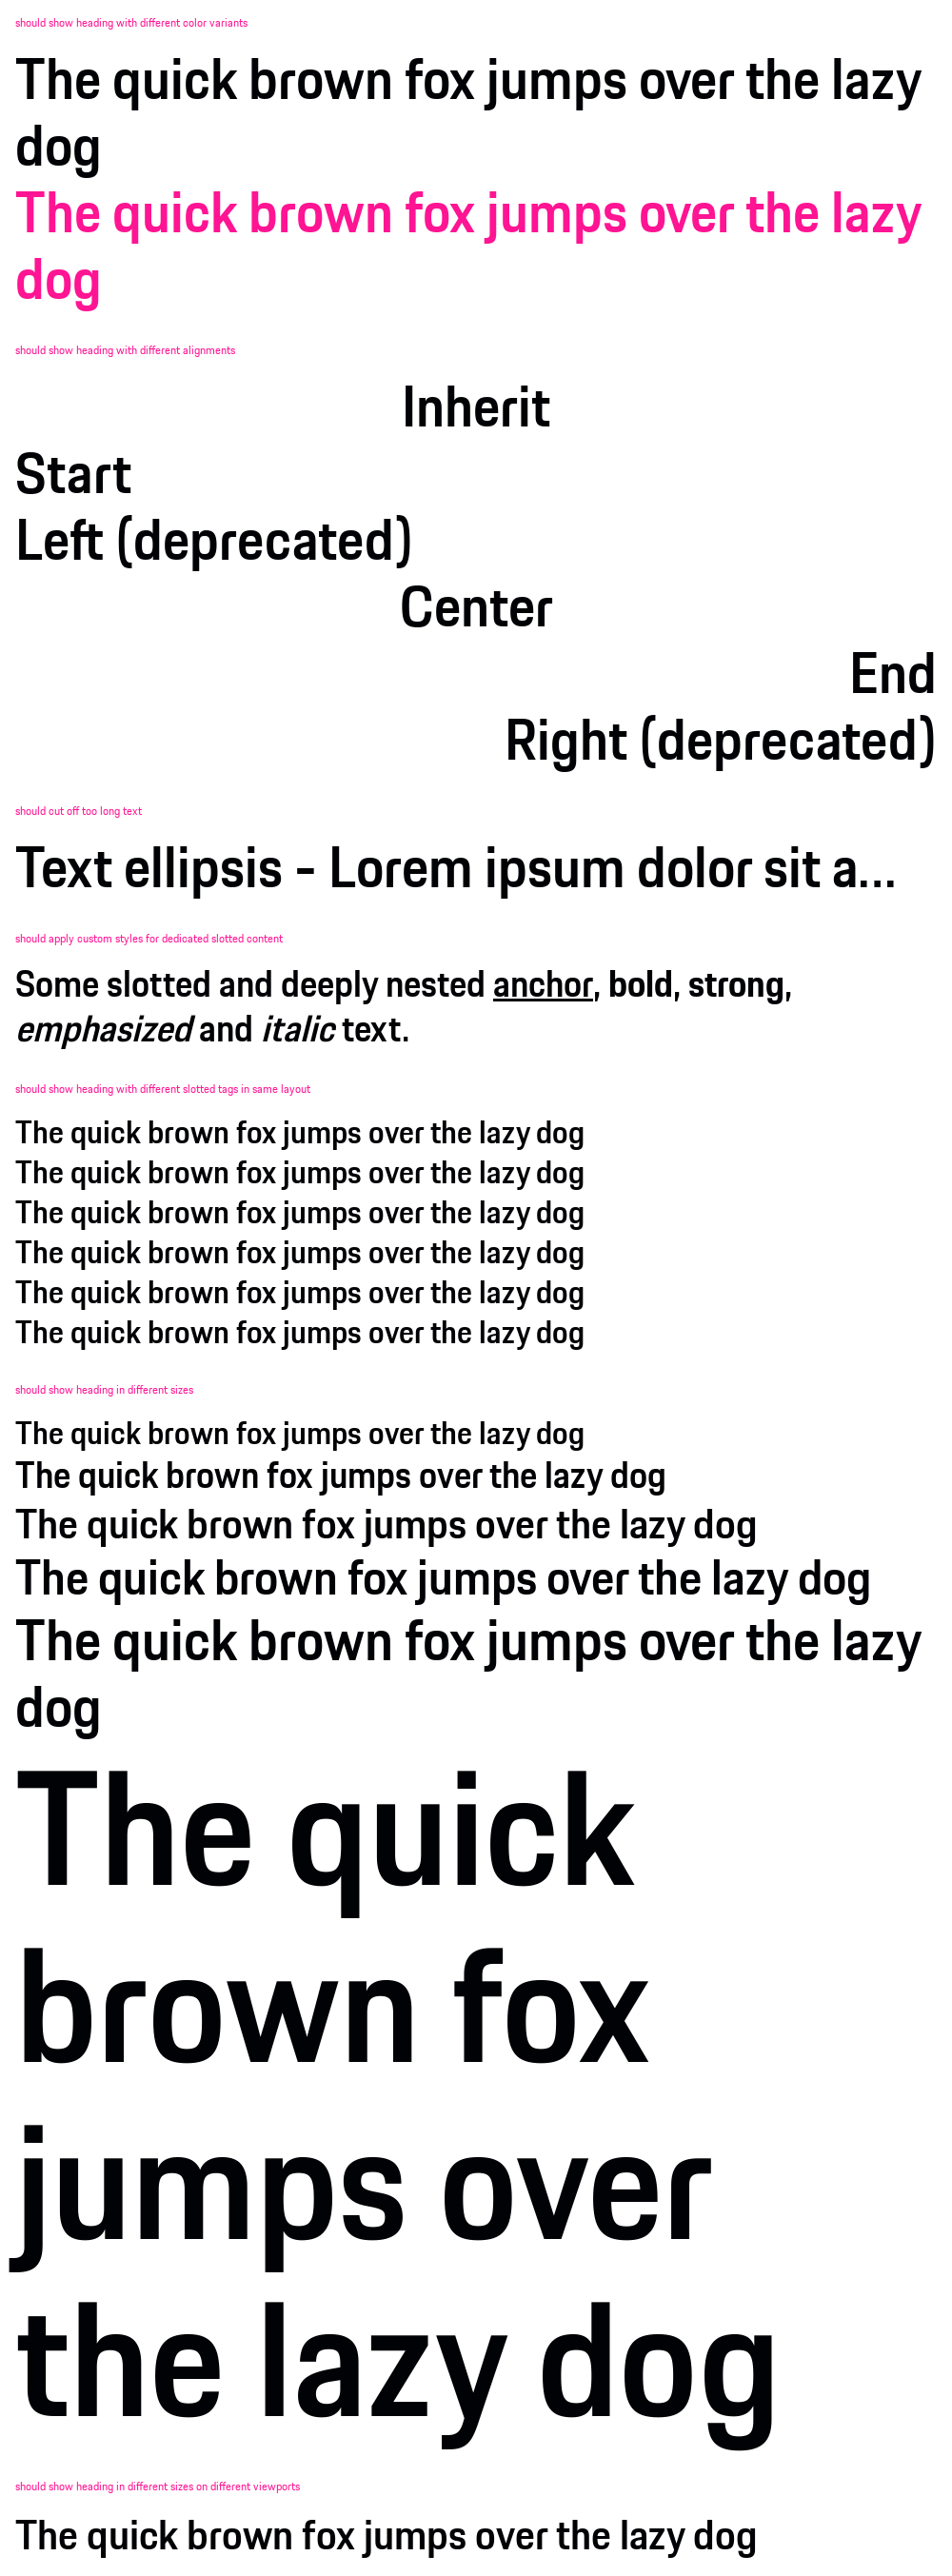 should show heading with different color variants
The quick brown fox jumps over the lazy
dog
The quick brown fox jumps over the lazy
dog
should show heading with different alignments
Inherit
Start
Left (deprecated)
Center
End
Right (deprecated)
should cut off too long text
Text ellipsis - Lorem ipsum dolor sit a…
should apply custom styles for dedicated slotted content
Some slotted and deeply nested anchor, bold, strong,
emphasized and italic text.
should show heading with different slotted tags in same layout
The quick brown fox jumps over the lazy dog
The quick brown fox jumps over the lazy dog
The quick brown fox jumps over the lazy dog
The quick brown fox jumps over the lazy dog
The quick brown fox jumps over the lazy dog
The quick brown fox jumps over the lazy dog
should show heading in different sizes
The quick brown fox jumps over the lazy dog
The quick brown fox jumps over the lazy dog
The quick brown fox jumps over the lazy dog
The quick brown fox jumps over the lazy dog
The quick brown fox jumps over the lazy
dog
The quick
brown fox
jumps over
the lazy dog
should show heading in different sizes on different viewports
The quick brown fox jumps over the lazy dog